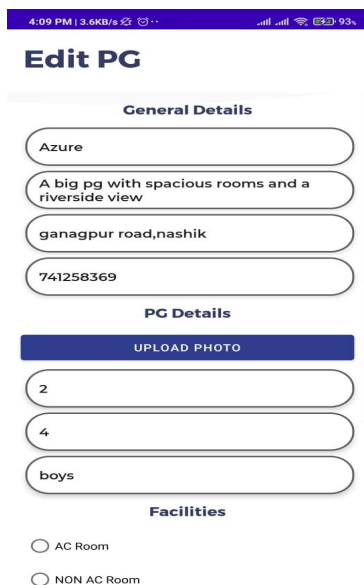 4:09 PM | 3.6KB/s
93%
Edit PG
General Details
Azure
A big pg with spacious rooms and a
riverside view
ganagpur road,nashik
741258369
PG Details
UPLOAD PHOTO
2
4
boys
Facilities
AC Room
NON AC Room